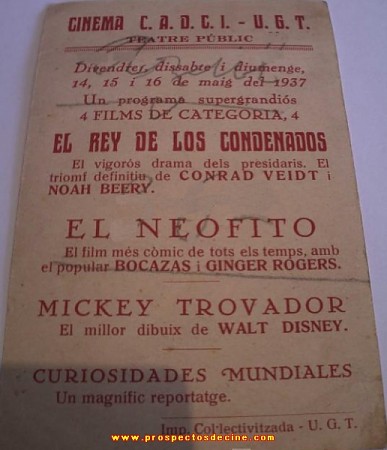 CINEMA C. A. D. C. I. - U. G. T.
TEATRE PÚBLIC
Divendres, dissabte i diumenge,
14, 15 i 16 de maig del 1937
Un programa supergrandiós
4 FILMS DE CATEGORIA, 4
EL REY DE LOS CONDENADOS
El vigorós drama dels presidaris. El
triomf definitiu de CONRAD VEIDT i
NOAH BEERY.
EL NEOFITO
El film més còmic de tots els temps, amb
el popular BOCAZAS i GINGER ROGERS.
MICKEY TROVADOR
El millor dibuix de WALT DISNEY.
CURIOSIDADES MUNDIALES
Un magnífic reportatge.
Imp. Col·lectivitzada - U. G. T.
www.prospectosdecine.com